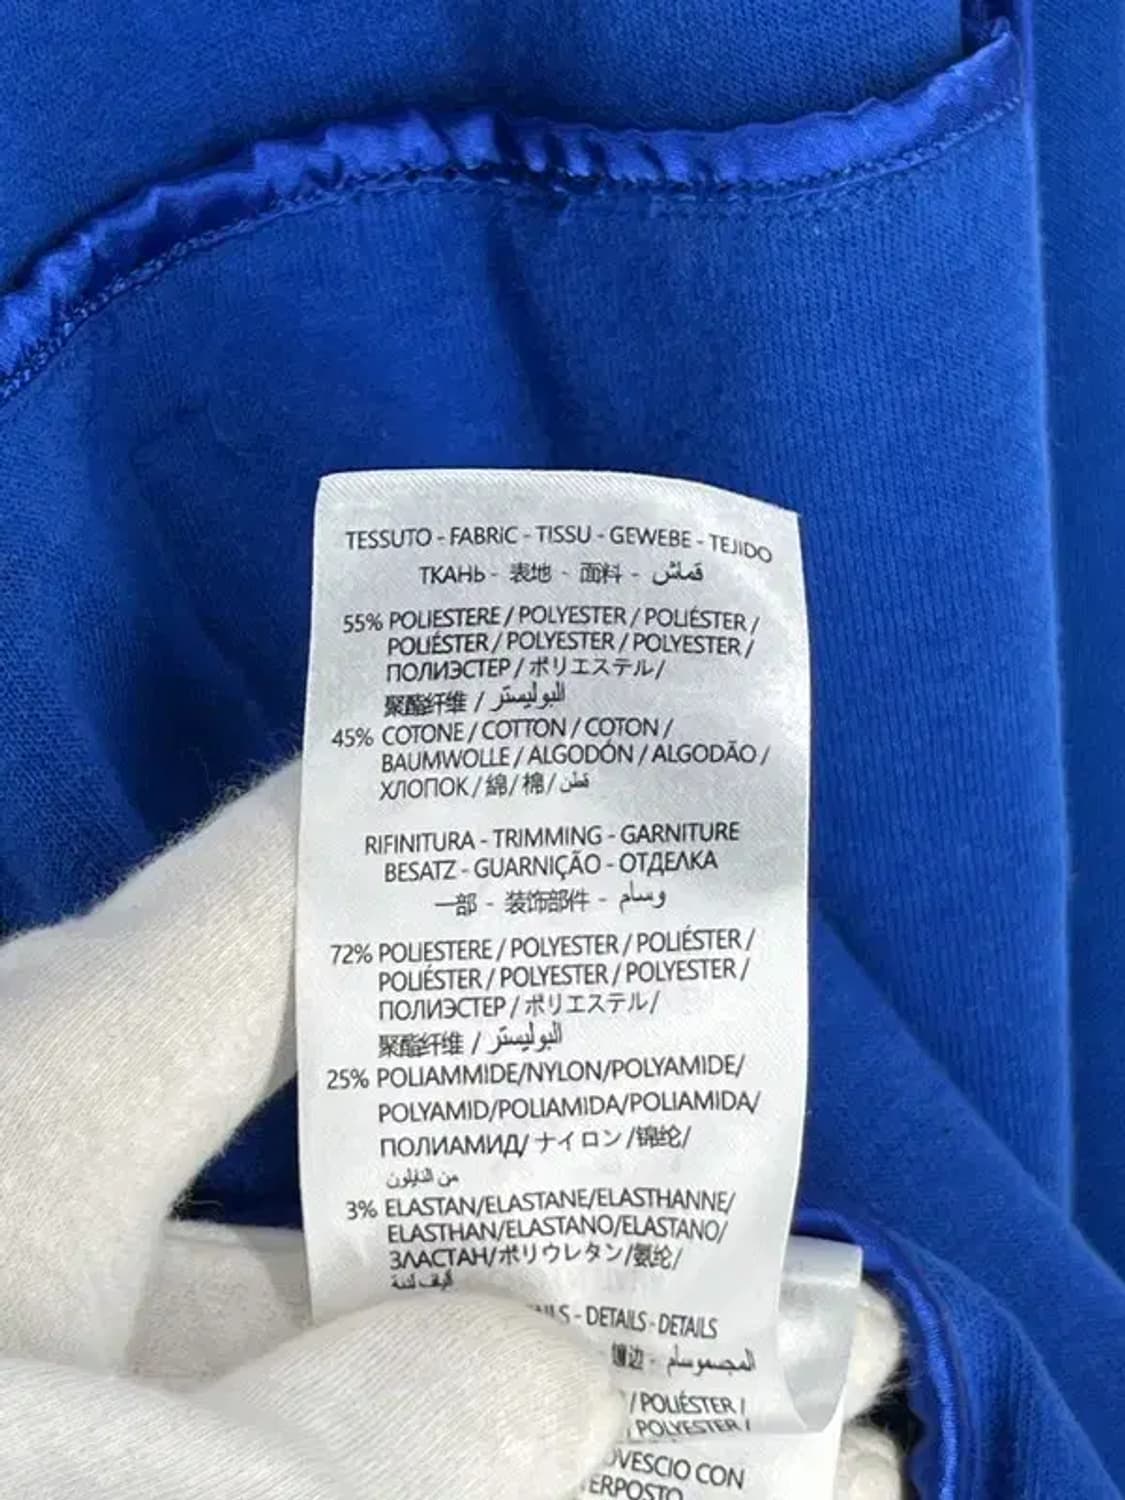 TESSUTO - FABRIC - TISSU - GEWEBE - TEJIDO
ТКАНЬ - 表地 - 面料 - قماش
55% POLIESTERE / POLYESTER / POLIÉSTER /
POLIÉSTER / POLYESTER / POLYESTER /
ПОЛИЭСТЕР / ポリエステル/
聚酯纤维 / البوليستر
45% COTONE / COTTON / COTON /
BAUMWOLLE / ALGODÓN / ALGODÃO /
ХЛОПОК / 綿 / 棉 / قطن
RIFINITURA - TRIMMING - GARNITURE
BESATZ - GUARNIÇÃO - ОТДЕЛКА
一部 - 装饰部件 - وسام
72% POLIESTERE / POLYESTER / POLIÉSTER /
POLIÉSTER / POLYESTER / POLYESTER /
ПОЛИЭСТЕР / ポリエステル/
聚酯纤维 / البوليستر
25% POLIAMMIDE/NYLON/POLYAMIDE/
POLYAMID/POLIAMIDA/POLIAMIDA/
ПОЛИАМИД/ ナイロン /锦纶/
من النايلون
3% ELASTAN/ELASTANE/ELASTHANNE/
ELASTHAN/ELASTANO/ELASTANO/
ЗЛАСТАН/ポリウレタン/氨纶/
- DETAILS - DETAILS
镶边 -
/ POLIÉSTER /
POLYESTER /
CON